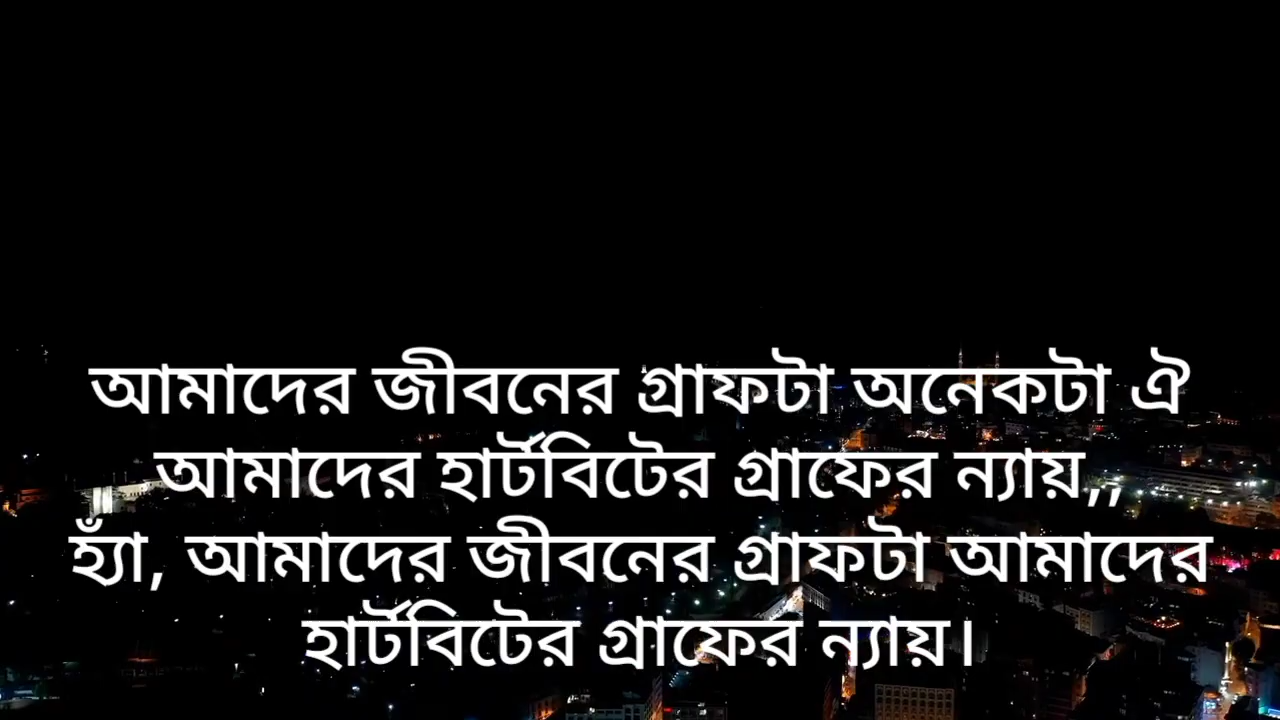 আমাদের জীবনের গ্রাফটা অনেকটা ঐ
আমাদের হার্টবিটের গ্রাফের ন্যায়,,
হ্যাঁ, আমাদের জীবনের গ্রাফটা আমাদের
হার্টবিটের গ্রাফের ন্যায়।